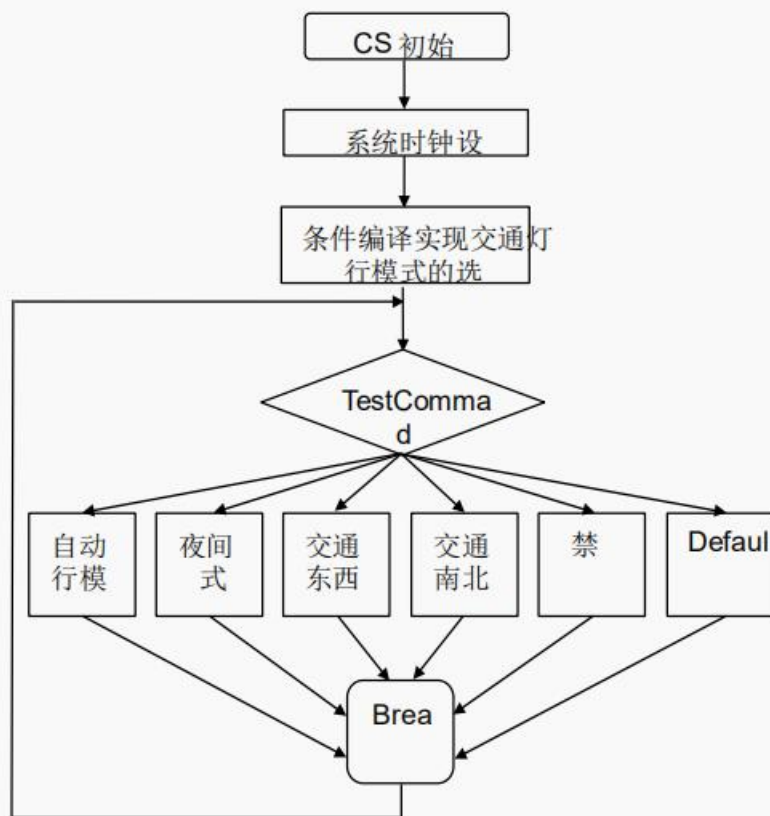 CS 初始
系统时钟设
条件编译实现交通灯
行模式的选
TestComma
d
自动
行模
夜间
式
交通
东西
交通
南北
禁
Defaul
Brea